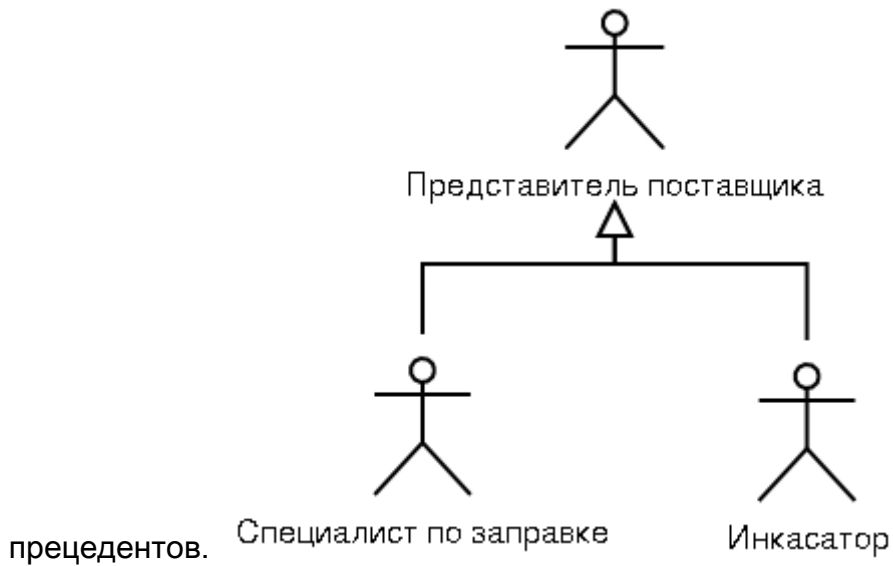 Представитель поставщика
прецедентов.
Специалист по заправке
Инкасатор